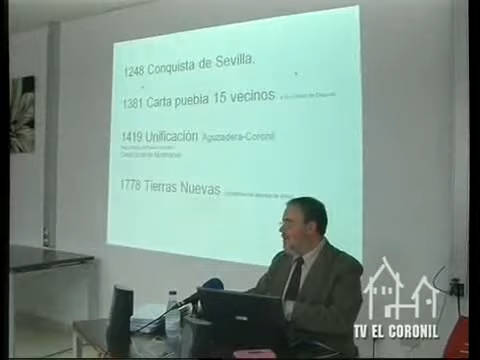 1248 Conquista de Sevilla.
1381 Carta puebla 15 vecinos
1419 Unificación Aguzadera-Coronil
1778 Tierras Nuevas
TV EL CORONIL